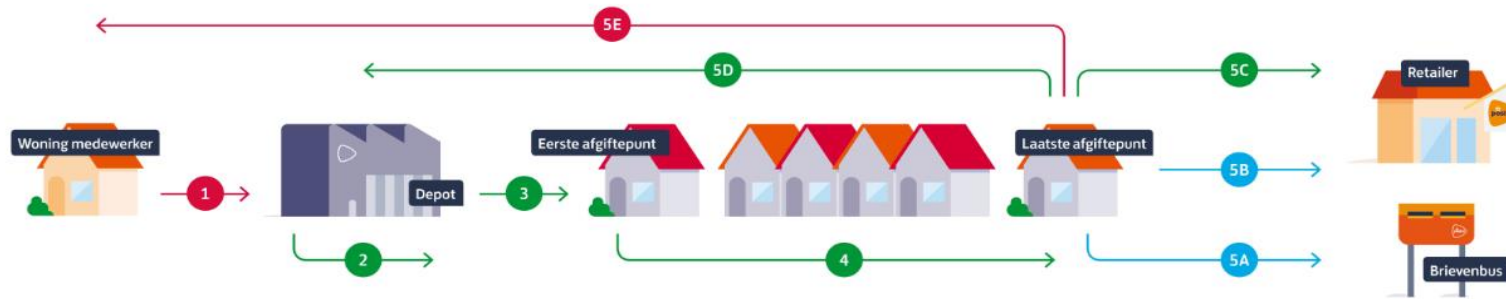 5E
5D
5C
Retailer
Woning medewerker
Eerste afgiftepunt
Laatste afgiftepunt
Depot
1
3
5B
2
4
5A
Brievenbus